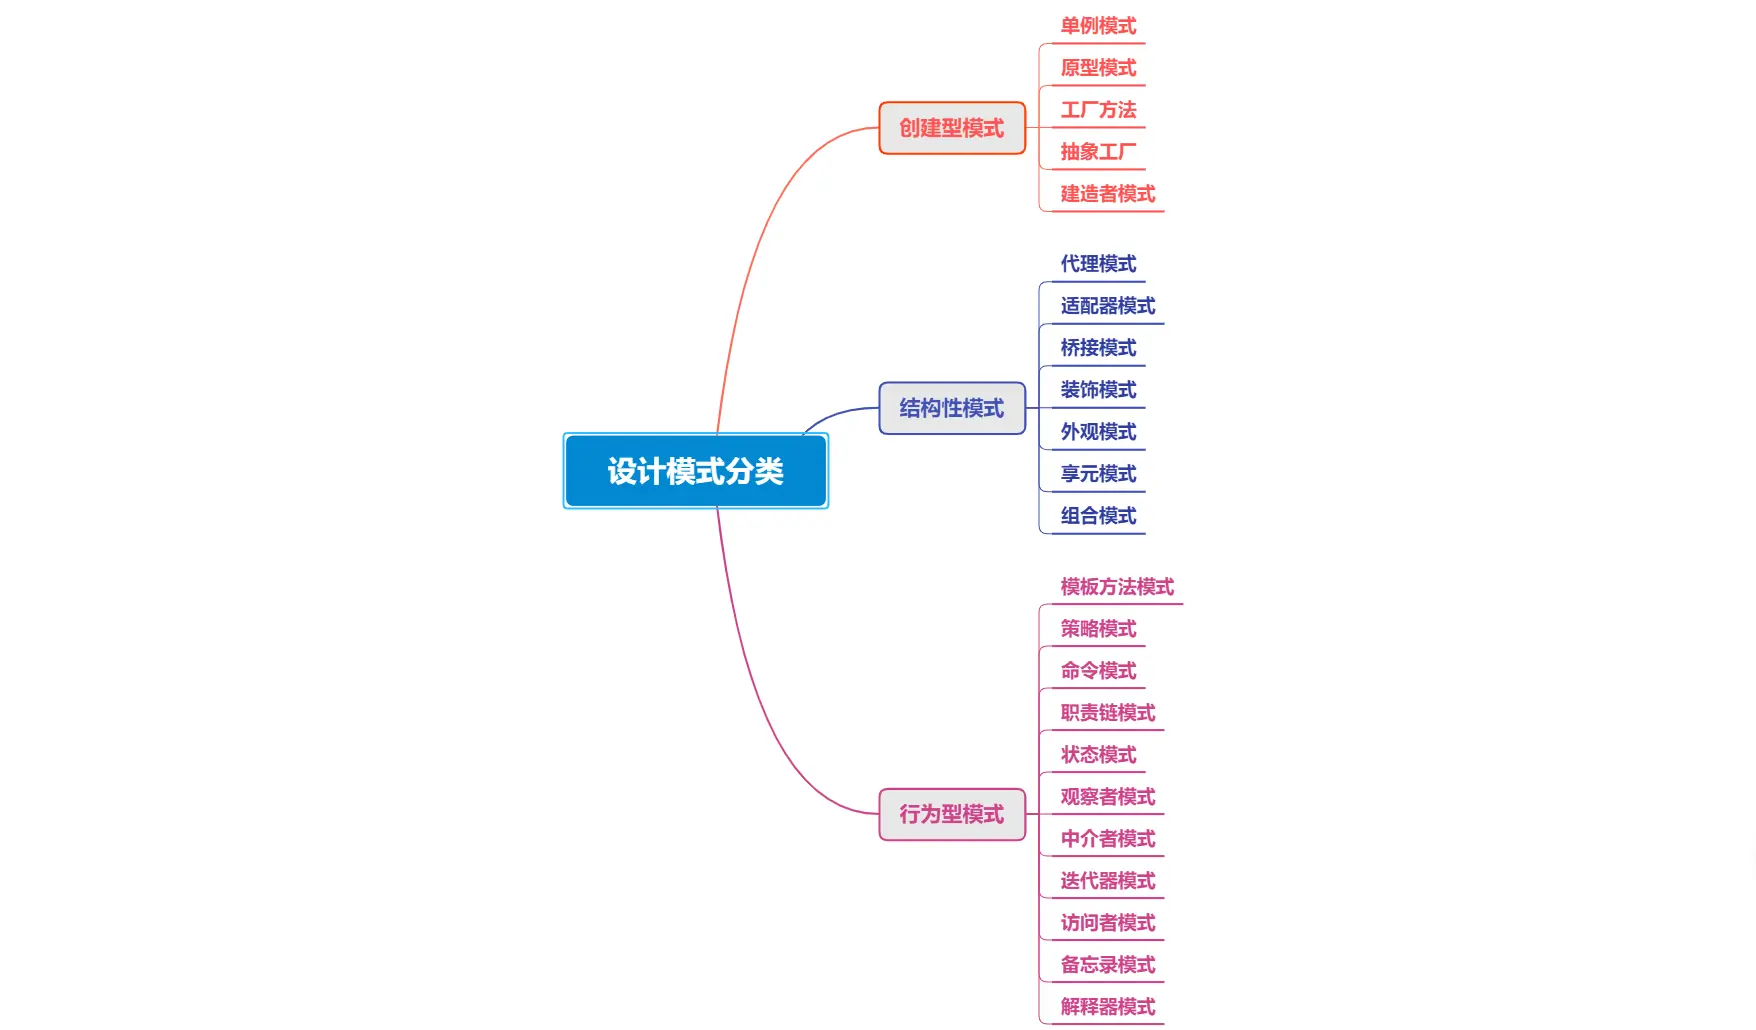 设计模式分类
创建型模式
单例模式
原型模式
工厂方法
抽象工厂
建造者模式
结构性模式
代理模式
适配器模式
桥接模式
装饰模式
外观模式
享元模式
组合模式
行为型模式
模板方法模式
策略模式
命令模式
职责链模式
状态模式
观察者模式
中介者模式
迭代器模式
访问者模式
备忘录模式
解释器模式